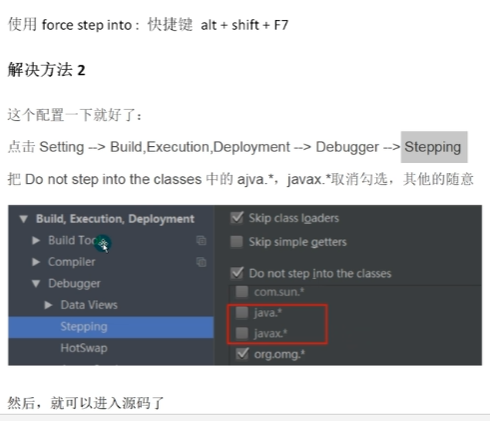 使用 force step into : 快捷键 alt + shift + F7
解决方法 2
这个配置一下就好了：
点击 Setting --> Build,Execution,Deployment --> Debugger --> Stepping
把 Do not step into the classes 中的 ajva.*，javax.*取消勾选，其他的随意
Build, Execution, Deployment
Build
Compiler
Debugger
Data Views
Stepping
HotSwap
Skip class loaders
Skip simple getters
Do not step into the classes
com.sun.*
java.*
javax.*
org.omg.*
然后，就可以进入源码了